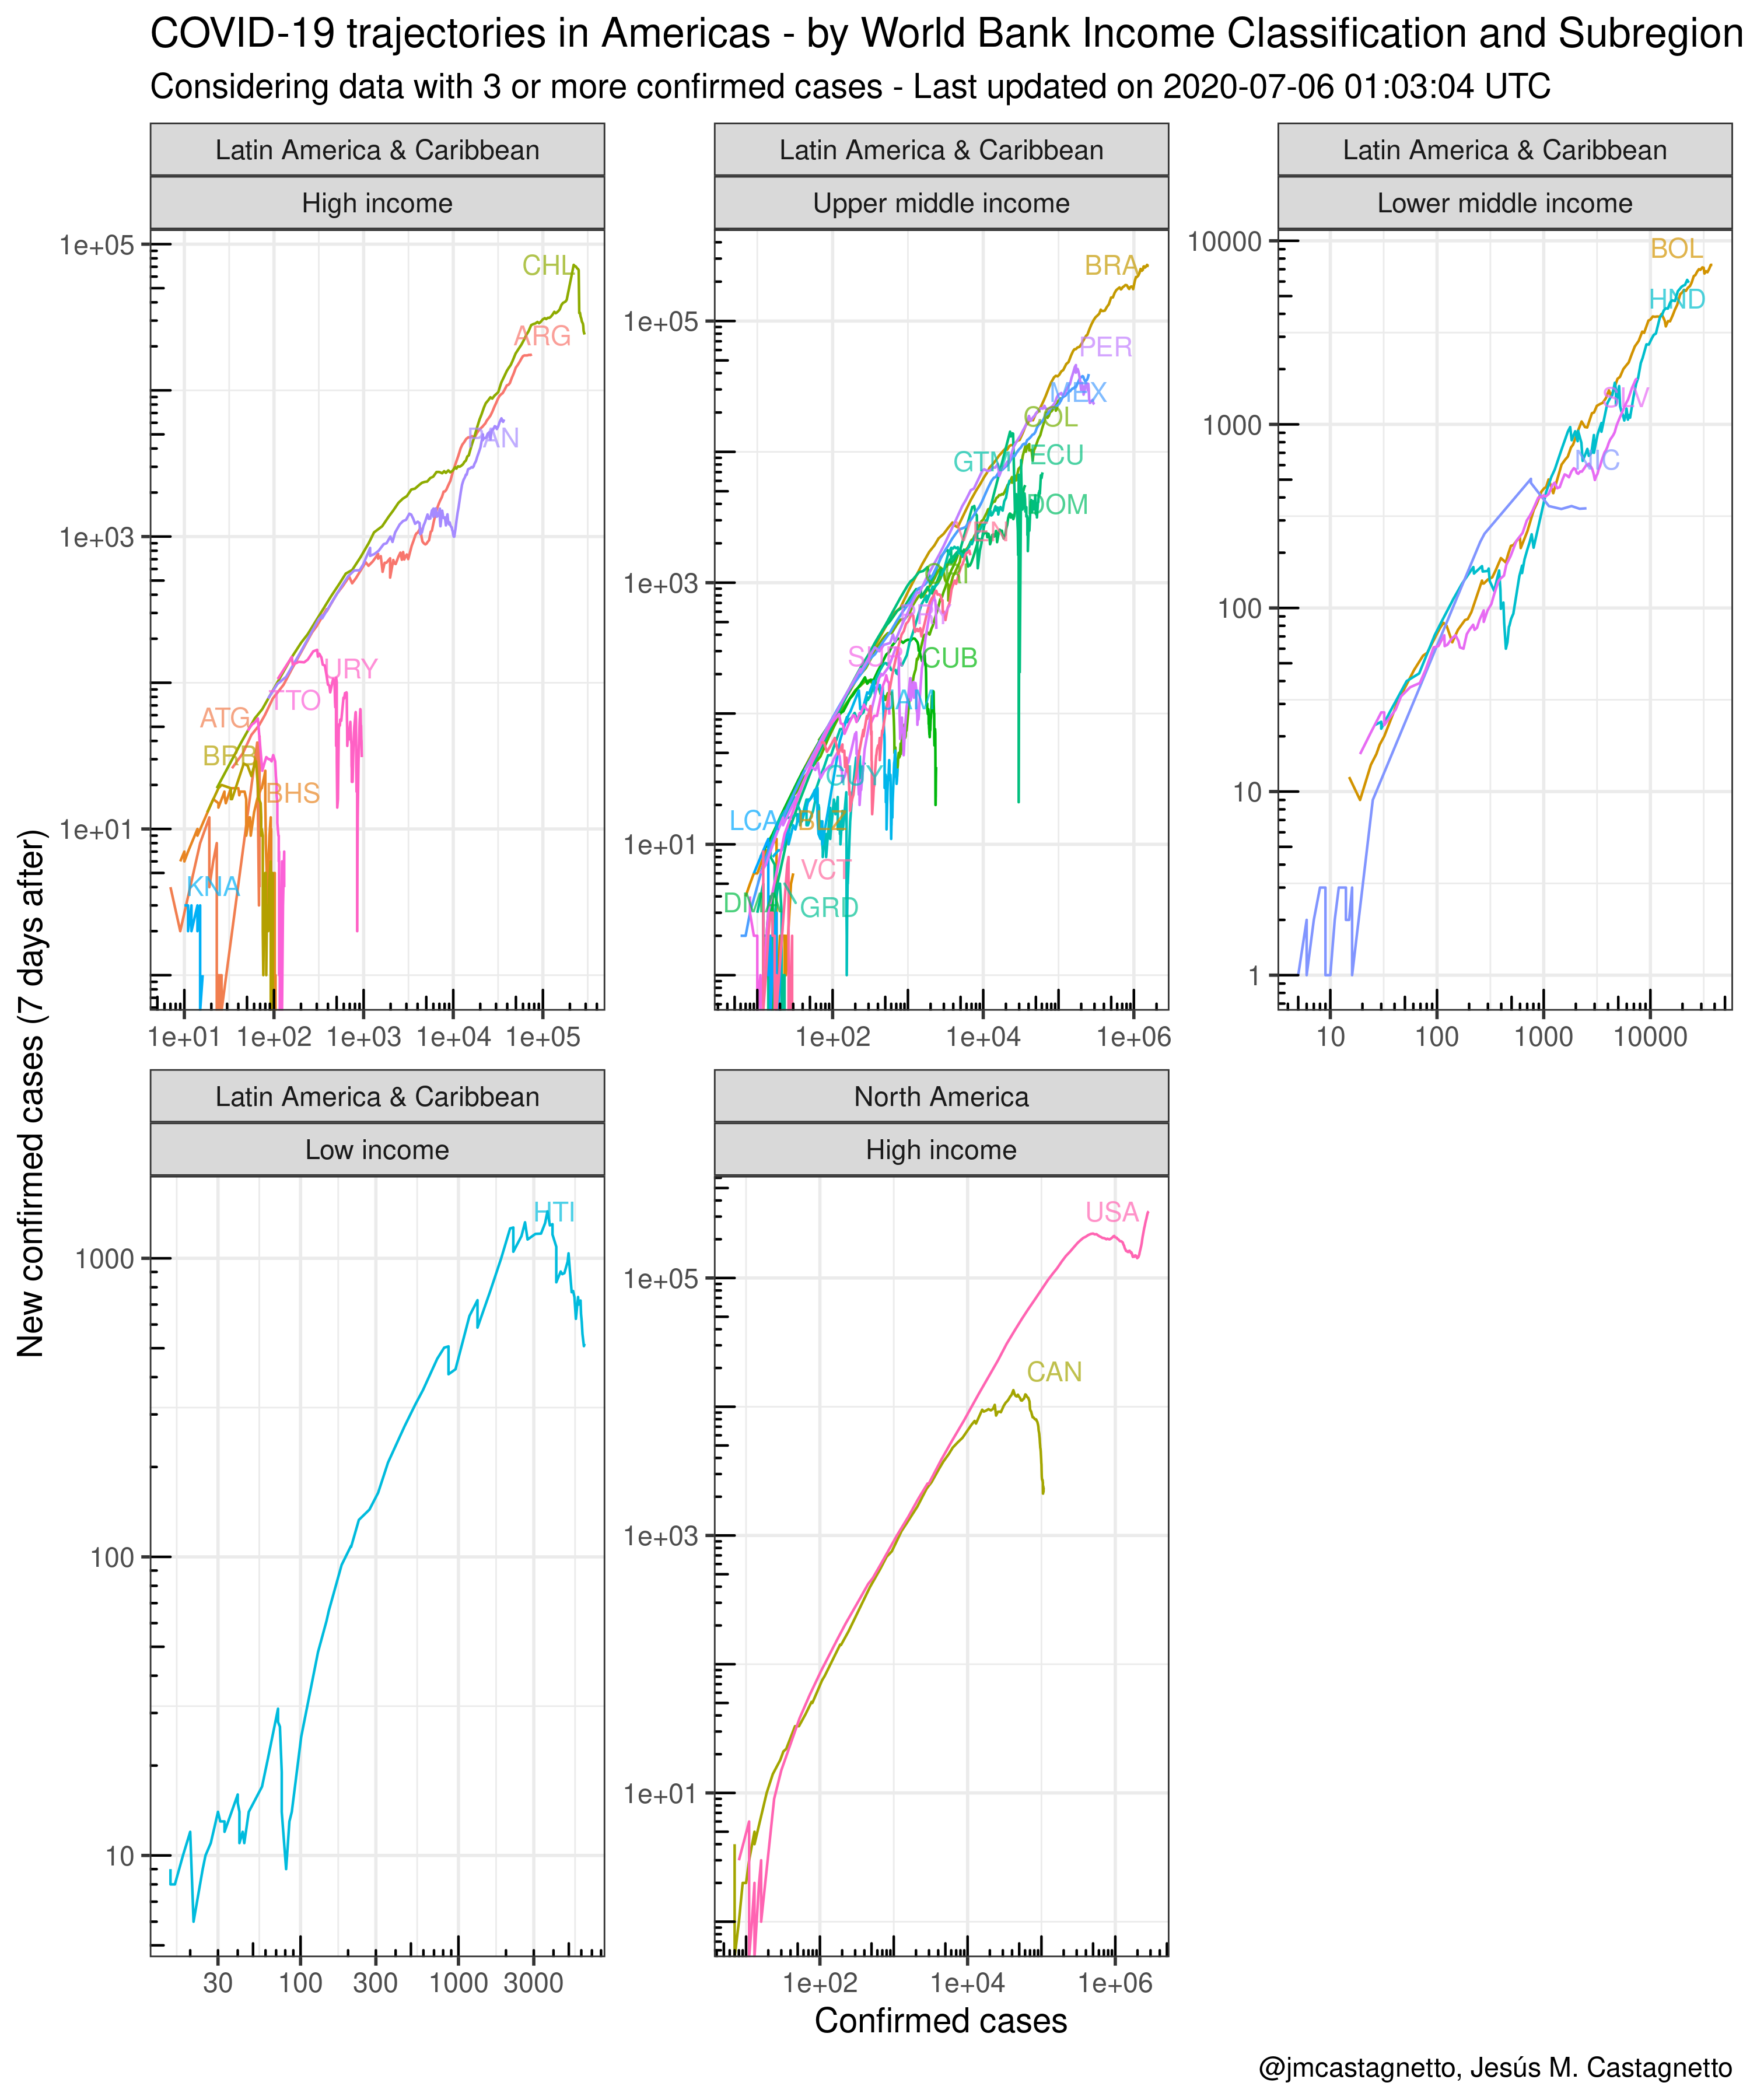 COVID-19 trajectories in Americas - by World Bank Income Classification and Subregion
Considering data with 3 or more confirmed cases - Last updated on 2020-07-06 01:03:04 UTC
Latin America & Caribbean
High income
1e+05
1e+03
1e+01
CHL
ARG
PAN
URY
TTO
ATG
BRB
BHS
KNA
1e+01 1e+02 1e+03 1e+04 1e+05
Latin America & Caribbean
Upper middle income
1e+05
1e+03
1e+01
BRA
PER
MEX
COL
GTM
ECU
DOM
CUB
LCA
VCT
GRD
1e+02 1e+04 1e+06
Latin America & Caribbean
Lower middle income
10000
1000
100
10
1
BOL
HND
SLV
NIC
10 100 1000 10000
Latin America & Caribbean
Low income
1000
100
10
HTI
30 100 300 1000 3000
North America
High income
1e+05
1e+03
1e+01
USA
CAN
1e+02 1e+04 1e+06
New confirmed cases (7 days after)
Confirmed cases
@jmcastagnetto, Jesús M. Castagnetto